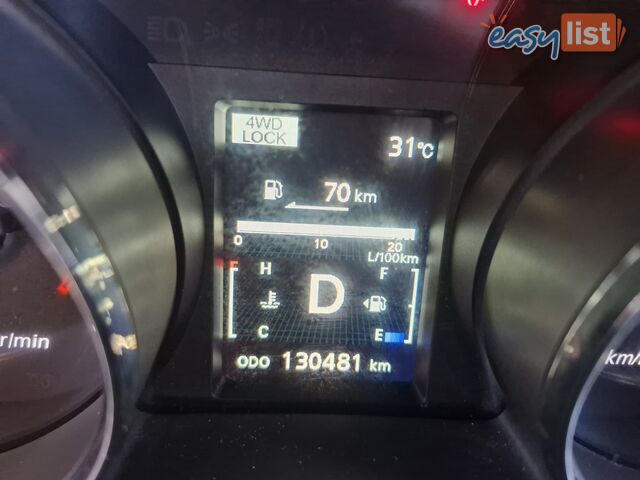 easylist
4WD
LOCK
31°C
70 km
0 10 20
L/100km
H F
D
C E
ODO 130481 km
r/min
km/